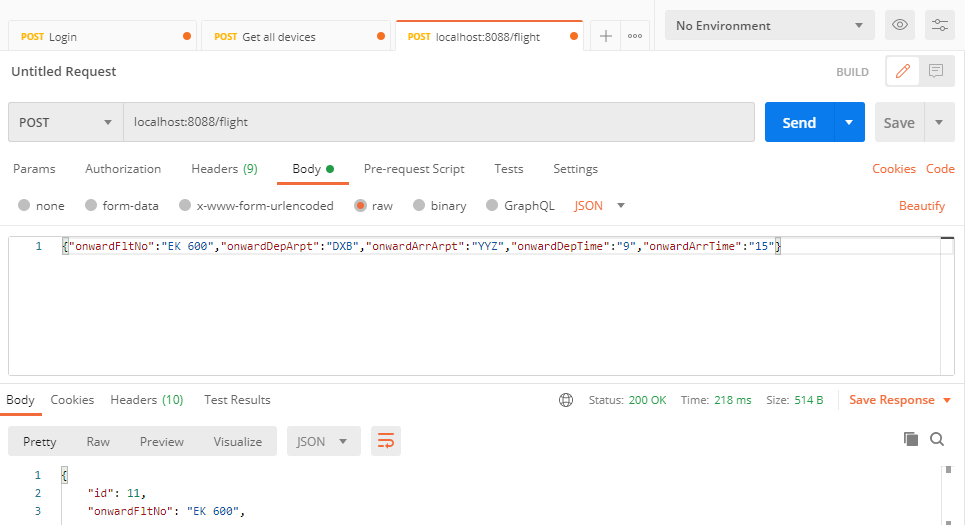 POST Login POST Get all devices POST localhost:8088/flight + ••• No Environment
Untitled Request BUILD
POST localhost:8088/flight Send Save
Params Authorization Headers (9) Body Pre-request Script Tests Settings Cookies Code
none form-data x-www-form-urlencoded raw binary GraphQL JSON Beautify
1 {"onwardFltNo":"EK 600","onwardDepArpt":"DXB","onwardArrArpt":"YYZ","onwardDepTime":"9","onwardArrTime":"15"}
Body Cookies Headers (10) Test Results Status: 200 OK Time: 218 ms Size: 514 B Save Response
Pretty Raw Preview Visualize JSON
1 {
2 "id": 11,
3 "onwardFltNo": "EK 600",